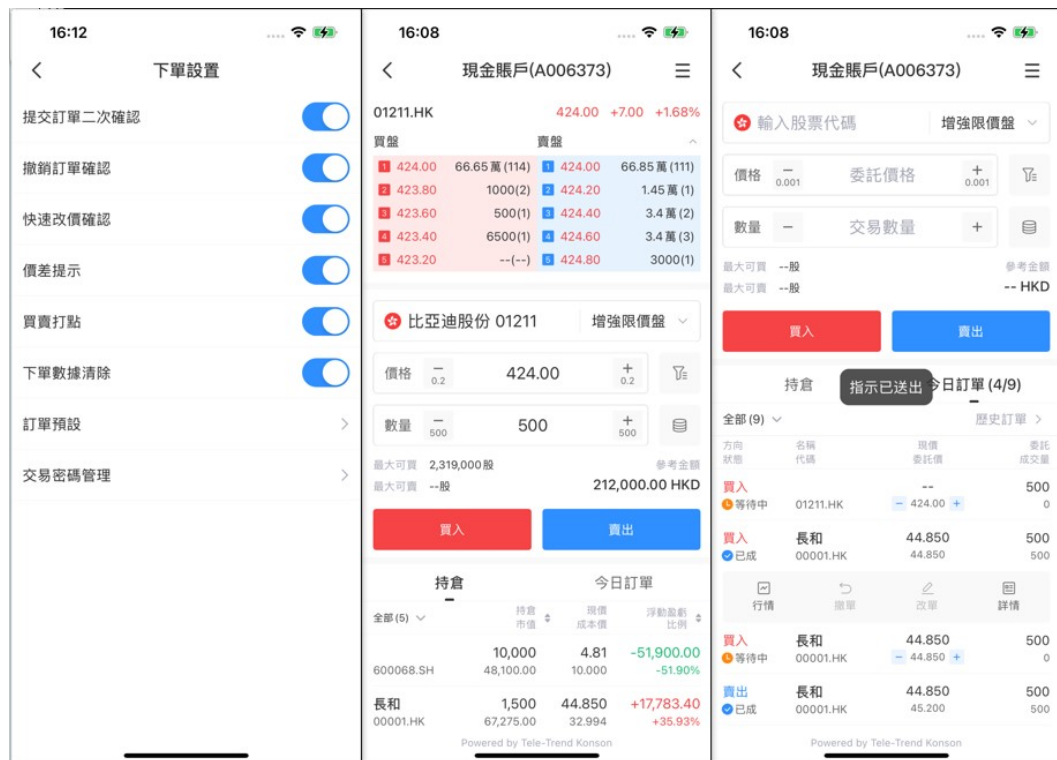 16:12
下單設置
提交訂單二次確認
撤銷訂單確認
快速改價確認
價差提示
買賣打點
下單數據清除
訂單預設
交易密碼管理
16:08
現金賬戶(A006373)
01211.HK 424.00 +7.00 +1.68%
買盤 賣盤
1 424.00 66.65萬(114) 1 424.00 66.85萬(111)
2 423.80 1000(2) 2 424.20 1.45萬(1)
3 423.60 500(1) 3 424.40 3.4萬(2)
4 423.40 6500(1) 4 424.60 3.4萬(3)
5 423.20 --(--) 5 424.80 3000(1)
比亞迪股份 01211 增強限價盤
價格 − 0.2 424.00 + 0.2
數量 − 500 500 + 500
最大可買 2,319,000股 參考金額
最大可賣 --股 212,000.00 HKD
買入 賣出
持倉 今日訂單
全部(5) 持倉 現價 浮動盈虧
市值 成本價 比例
10,000 4.81 -51,900.00
600068.SH 48,100.00 10.000 -51.90%
長和 1,500 44.850 +17,783.40
00001.HK 67,275.00 32.994 +35.93%
Powered by Tele-Trend Konson
16:08
現金賬戶(A006373)
輸入股票代碼 增強限價盤
價格 − 0.001 委託價格 + 0.001
數量 − 交易數量 +
最大可買 --股 參考金額
最大可賣 --股 -- HKD
買入 賣出
持倉 指示已送出 今日訂單(4/9)
全部(9) 歷史訂單
方向 名稱 現價 委託
狀態 代碼 委託價 成交量
買入 -- 500
等待中 01211.HK − 424.00 + 0
買入 長和 44.850 500
已成 00001.HK 44.850 500
行情 撤單 改單 詳情
買入 長和 44.850 500
等待中 00001.HK − 44.850 + 0
賣出 長和 44.850 500
已成 00001.HK 45.200 500
Powered by Tele-Trend Konson